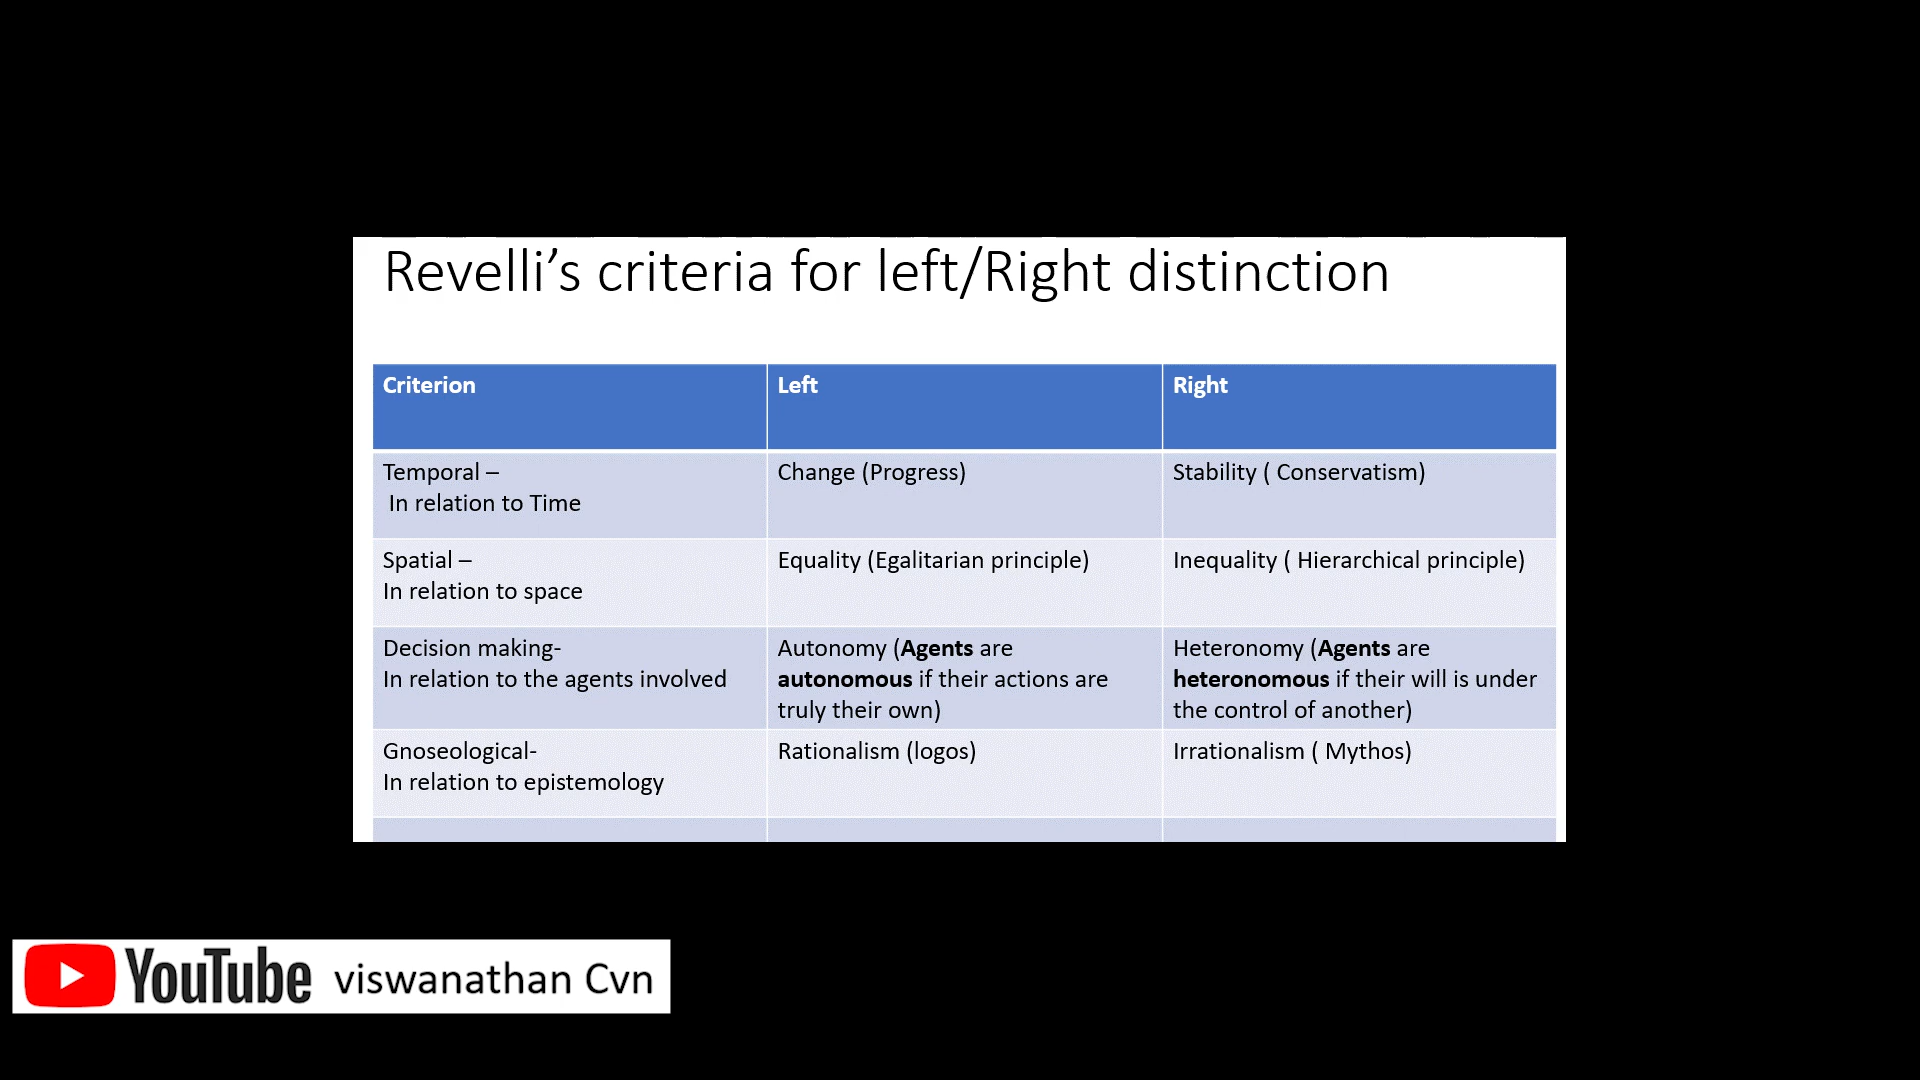 Revelli’s criteria for left/Right distinction
Criterion
Left
Right
Temporal –
In relation to Time
Change (Progress)
Stability ( Conservatism)
Spatial –
In relation to space
Equality (Egalitarian principle)
Inequality ( Hierarchical principle)
Decision making-
In relation to the agents involved
Autonomy (Agents are
autonomous if their actions are
truly their own)
Heteronomy (Agents are
heteronomous if their will is under
the control of another)
Gnoseological-
In relation to epistemology
Rationalism (logos)
Irrationalism ( Mythos)
YouTube viswanathan Cvn